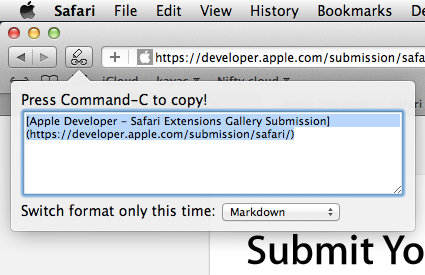 Safari File Edit View History Bookmarks De
https://developer.apple.com/submission/safa
iCloud kayac Nifty cloud
Press Command-C to copy!
[Apple Developer - Safari Extensions Gallery Submission]
(https://developer.apple.com/submission/safari/)
Switch format only this time: Markdown
Submit Yo